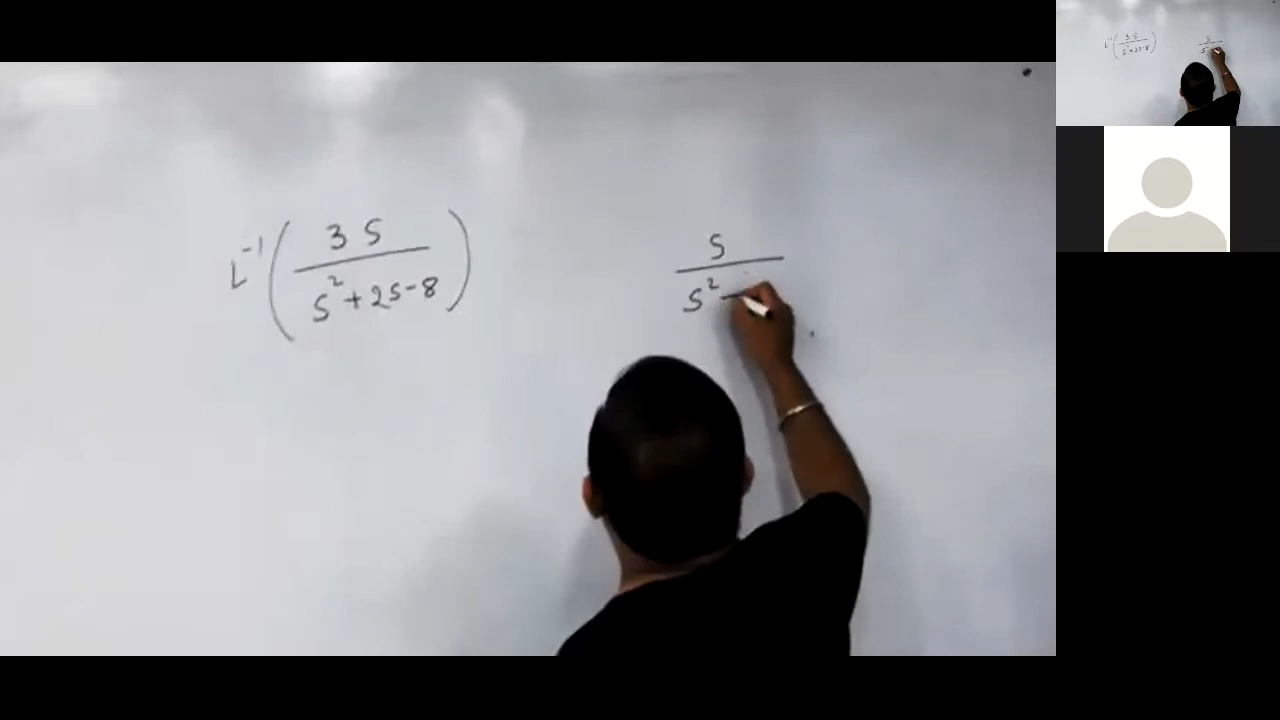 L⁻¹ ( 3s / s² + 2s - 8 )
s / s² -